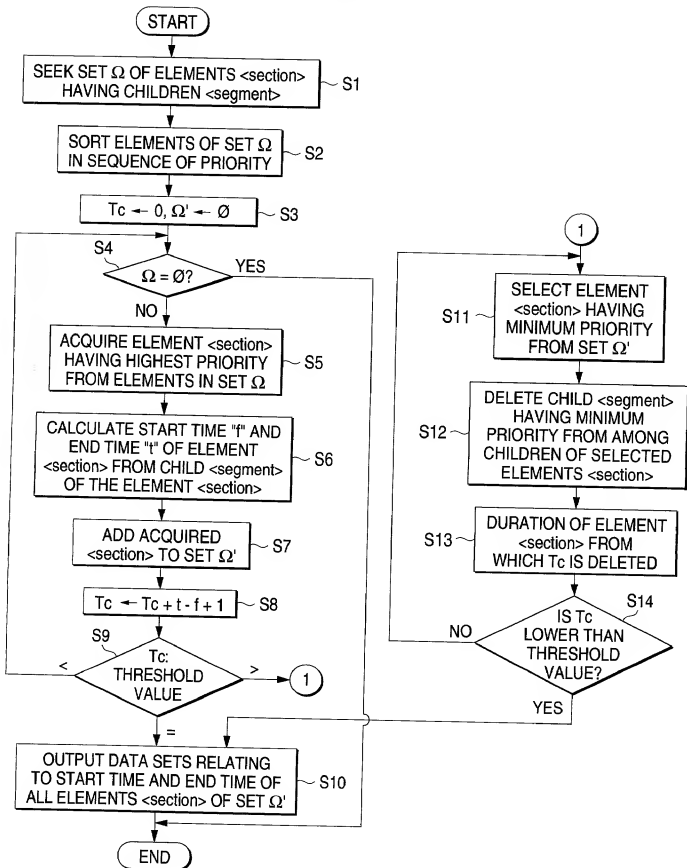 START
SEEK SET Ω OF ELEMENTS <section>
HAVING CHILDREN <segment>
S1
SORT ELEMENTS OF SET Ω
IN SEQUENCE OF PRIORITY
S2
Tc ← 0, Ω' ← Ø
S3
S4
Ω = Ø?
YES
NO
ACQUIRE ELEMENT <section>
HAVING HIGHEST PRIORITY
FROM ELEMENTS IN SET Ω
S5
CALCULATE START TIME "f" AND
END TIME "t" OF ELEMENT
<section> FROM CHILD <segment>
OF THE ELEMENT <section>
S6
ADD ACQUIRED
<section> TO SET Ω'
S7
Tc ← Tc + t - f + 1
S8
S9
Tc:
THRESHOLD
VALUE
<
>
1
=
OUTPUT DATA SETS RELATING
TO START TIME AND END TIME OF
ALL ELEMENTS <section> OF SET Ω'
S10
END
1
SELECT ELEMENT
<section> HAVING
MINIMUM PRIORITY
FROM SET Ω'
S11
DELETE CHILD <segment>
HAVING MINIMUM
PRIORITY FROM AMONG
CHILDREN OF SELECTED
ELEMENTS <section>
S12
DURATION OF ELEMENT
<section> FROM
WHICH Tc IS DELETED
S13
S14
IS Tc
LOWER THAN
THRESHOLD
VALUE?
NO
YES